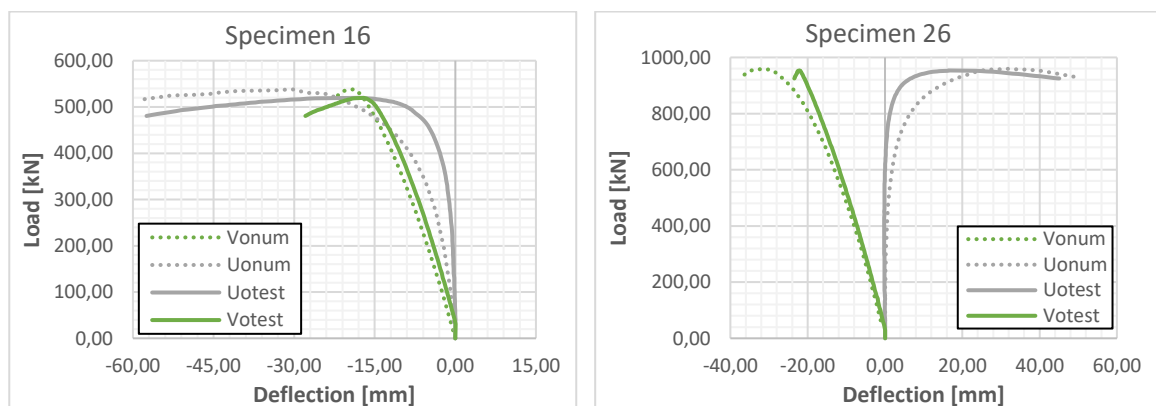 Specimen 16
600,00
500,00
400,00
300,00
200,00
100,00
0,00
Load [kN]
Vonum
Uonum
Uotest
Votest
-60,00 -45,00 -30,00 -15,00 0,00
Deflection [mm]
Specimen 26
1000,00
800,00
600,00
400,00
200,00
0,00
Load [kN]
Vonum
Uonum
Uotest
Votest
-40,00 -20,00 0,00 20,00 40,00 60,00
Deflection [mm]